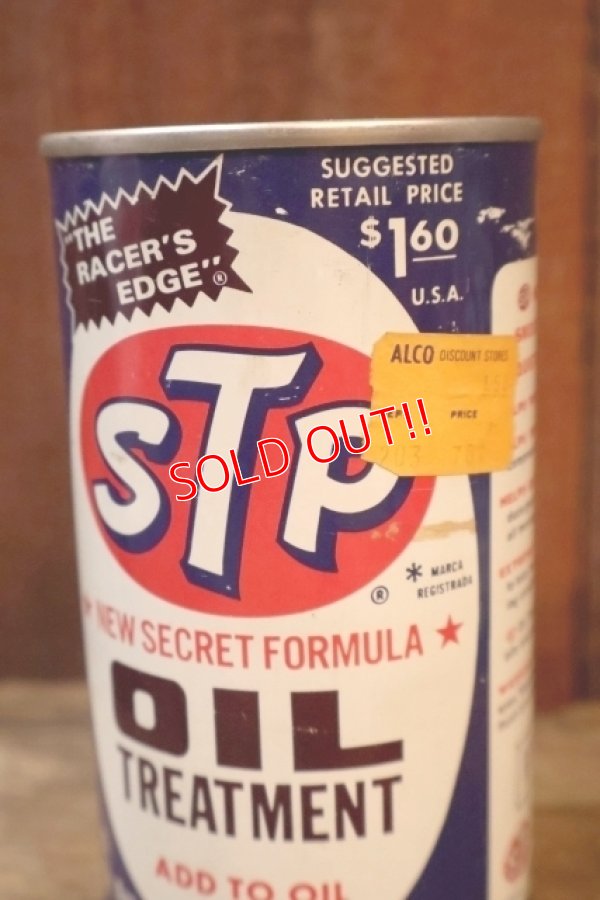 "THE
RACER'S
EDGE"®
SUGGESTED
RETAIL PRICE
$1 60
U.S.A.
ALCO DISCOUNT STORES
PRICE
203
STP
®
* MARCA
REGISTRADA
SOLD OUT!!
NEW SECRET FORMULA ★
OIL
TREATMENT
ADD TO OIL